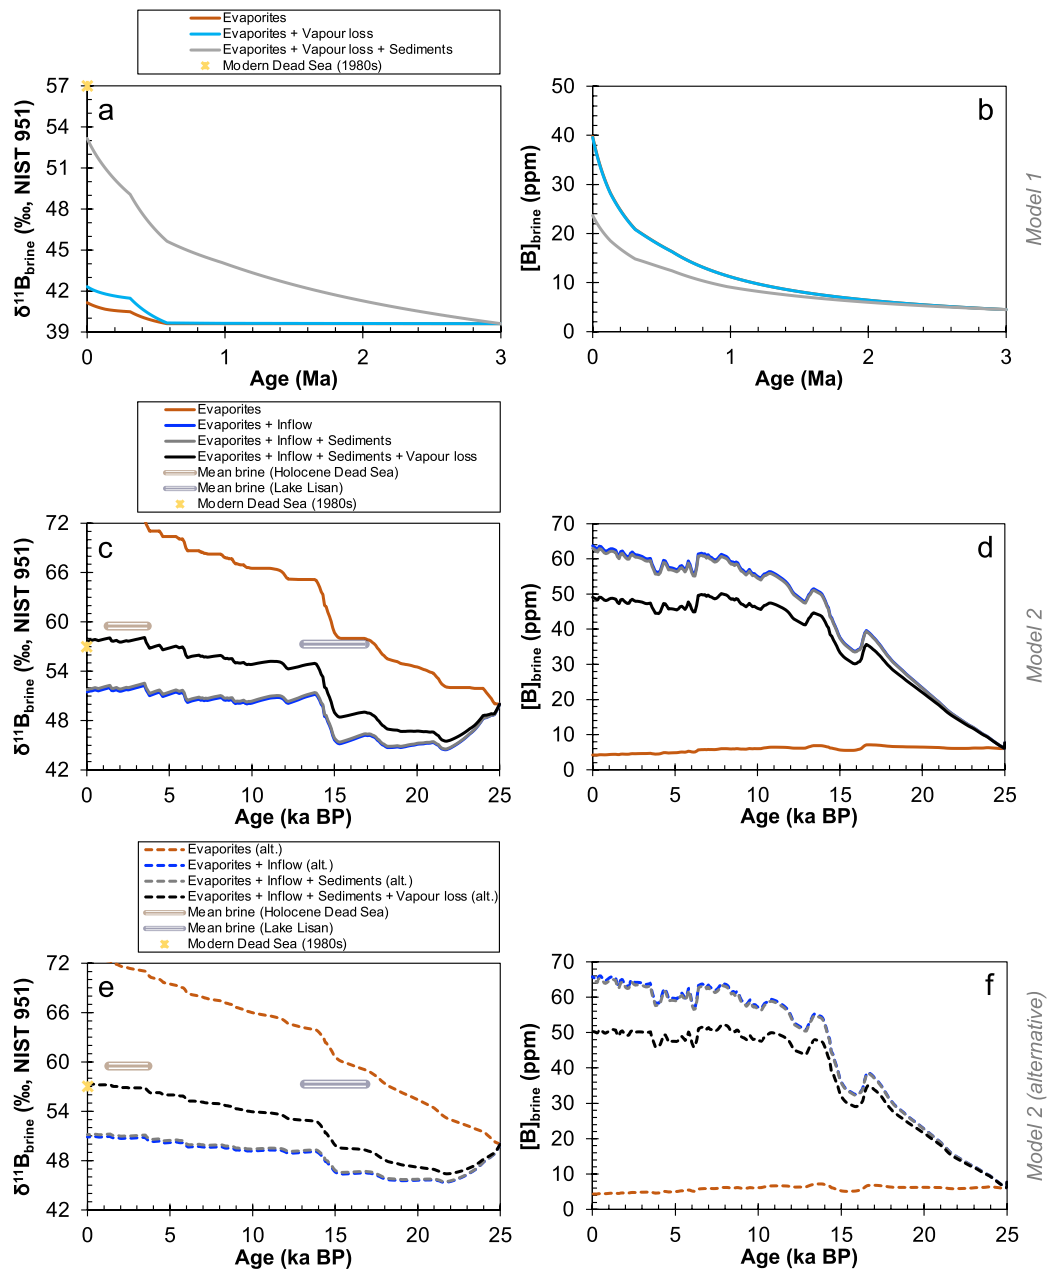 Evaporites
Evaporites + Vapour loss
Evaporites + Vapour loss + Sediments
Modern Dead Sea (1980s)
a
57
54
51
48
45
42
39
δ¹¹B_brine (‰, NIST 951)
0 1 2 3
Age (Ma)
b
50
40
30
20
10
0
[B]_brine (ppm)
0 1 2 3
Age (Ma)
Model 1
Evaporites
Evaporites + Inflow
Evaporites + Inflow + Sediments
Evaporites + Inflow + Sediments + Vapour loss
Mean brine (Holocene Dead Sea)
Mean brine (Lake Lisan)
Modern Dead Sea (1980s)
c
72
66
60
54
48
42
δ¹¹B_brine (‰, NIST 951)
0 5 10 15 20 25
Age (ka BP)
d
70
60
50
40
30
20
10
0
[B]_brine (ppm)
0 5 10 15 20 25
Age (ka BP)
Model 2
Evaporites (alt.)
Evaporites + Inflow (alt.)
Evaporites + Inflow + Sediments (alt.)
Evaporites + Inflow + Sediments + Vapour loss (alt.)
Mean brine (Holocene Dead Sea)
Mean brine (Lake Lisan)
Modern Dead Sea (1980s)
e
72
66
60
54
48
42
δ¹¹B_brine (‰, NIST 951)
0 5 10 15 20 25
Age (ka BP)
f
70
60
50
40
30
20
10
0
[B]_brine (ppm)
0 5 10 15 20 25
Age (ka BP)
Model 2 (alternative)